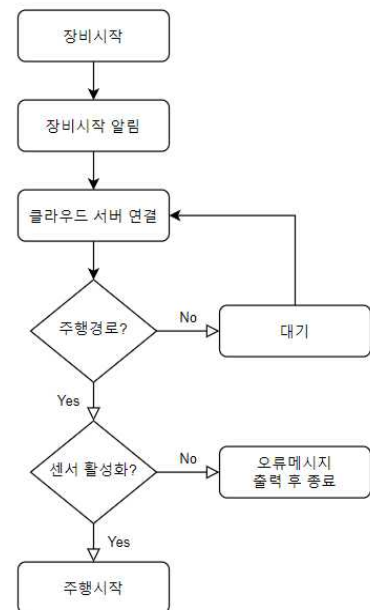 장비시작
장비시작 알림
클라우드 서버 연결
주행경로?
No
대기
Yes
센서 활성화?
No
오류메시지
출력 후 종료
Yes
주행시작